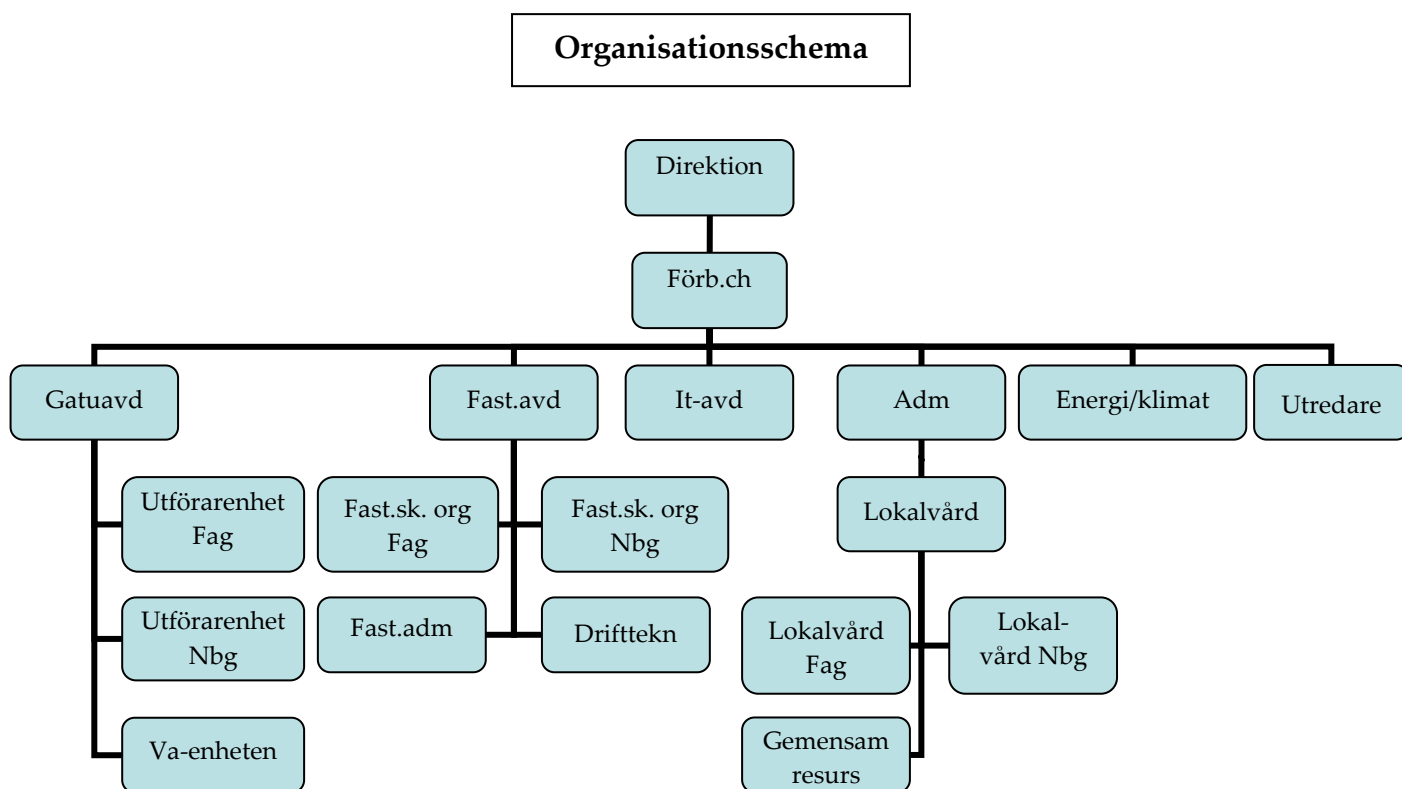 Organisationsschema
Direktion
Förb.ch
Gatuavd
Fast.avd
It-avd
Adm
Energi/klimat
Utredare
Utförarenhet
Fag
Fast.sk. org
Fag
Fast.sk. org
Nbg
Lokalvård
Utförarenhet
Nbg
Fast.adm
Drifttekn
Lokalvård
Fag
Lokal-
vård Nbg
Va-enheten
Gemensam
resurs